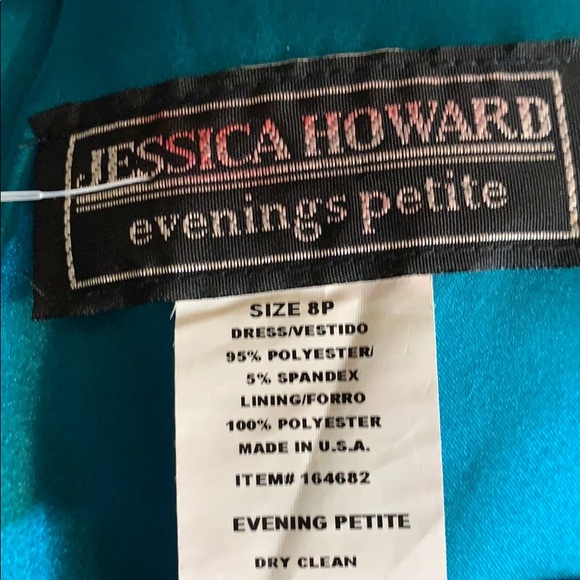 JESSICA HOWARD
evenings petite
SIZE 8P
DRESS/VESTIDO
95% POLYESTER/
5% SPANDEX
LINING/FORRO
100% POLYESTER
MADE IN U.S.A.
ITEM# 164682
EVENING PETITE
DRY CLEAN